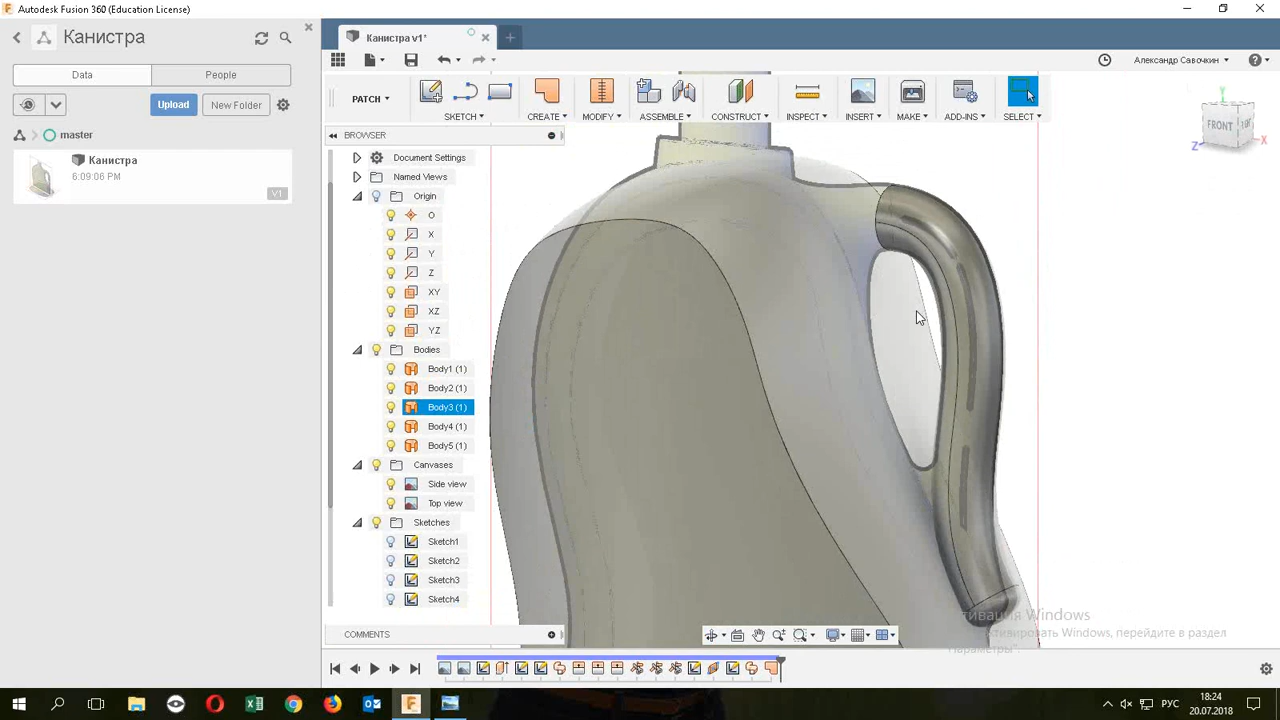 Autodesk Fusion 360 (Education License)
Канистра
Канистра v1*
Data
People
Александр Савочкин
Upload
New Folder
PATCH
SKETCH
CREATE
MODIFY
ASSEMBLE
CONSTRUCT
INSPECT
INSERT
MAKE
ADD-INS
SELECT
master
BROWSER
Канистра
6:09:06 PM
V1
Document Settings
Named Views
Origin
O
X
Y
Z
XY
XZ
YZ
Bodies
Body1 (1)
Body2 (1)
Body3 (1)
Body4 (1)
Body5 (1)
Canvases
Side view
Top view
Sketches
Sketch1
Sketch2
Sketch3
Sketch4
FRONT
Y
Z
X
COMMENTS
тивация Windows
активировать Windows, перейдите в раздел
"Параметры".
РУС
18:24
20.07.2018